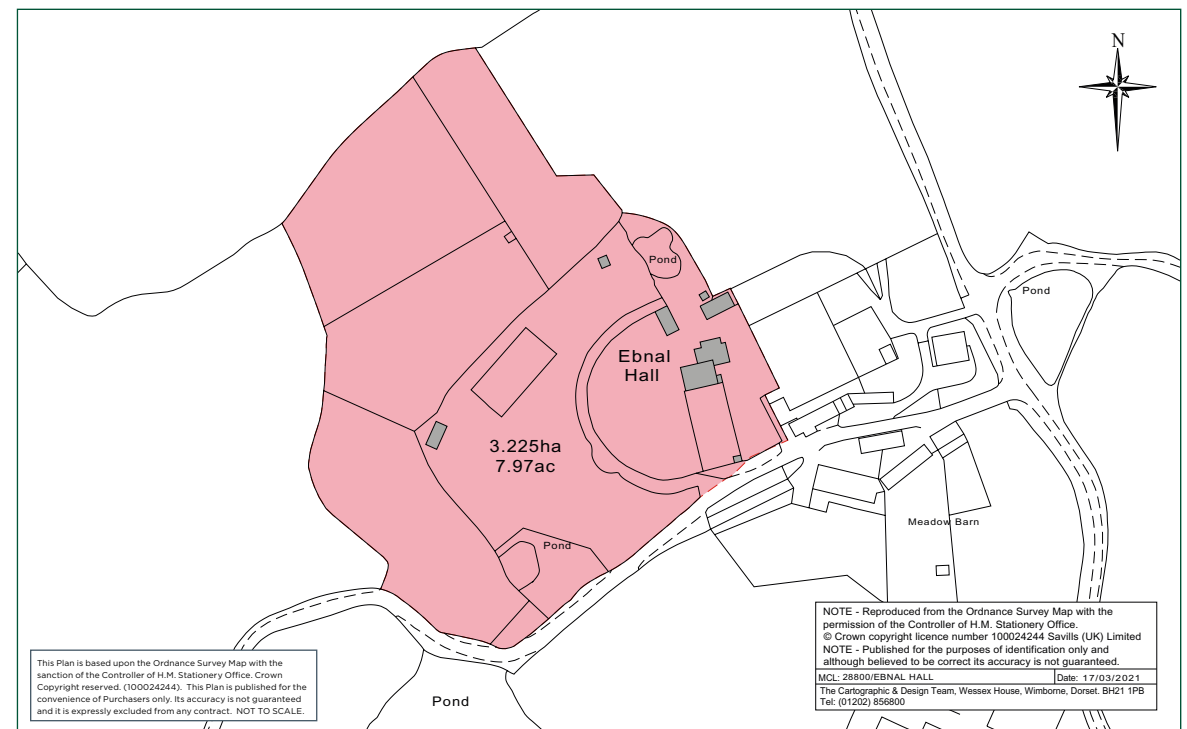 N
Pond
Pond
Ebnal
Hall
3.225ha
7.97ac
Meadow Barn
Pond
Pond
NOTE - Reproduced from the Ordnance Survey Map with the
permission of the Controller of H.M. Stationery Office.
© Crown copyright licence number 100024244 Savills (UK) Limited
NOTE - Published for the purposes of identification only and
although believed to be correct its accuracy is not guaranteed.
MCL: 28800/EBNAL HALL
Date: 17/03/2021
The Cartographic & Design Team, Wessex House, Wimborne, Dorset. BH21 1PB
Tel: (01202) 856800
This Plan is based upon the Ordnance Survey Map with the
sanction of the Controller of H.M. Stationery Office. Crown
Copyright reserved. (100024244). This Plan is published for the
convenience of Purchasers only. Its accuracy is not guaranteed
and it is expressly excluded from any contract. NOT TO SCALE.